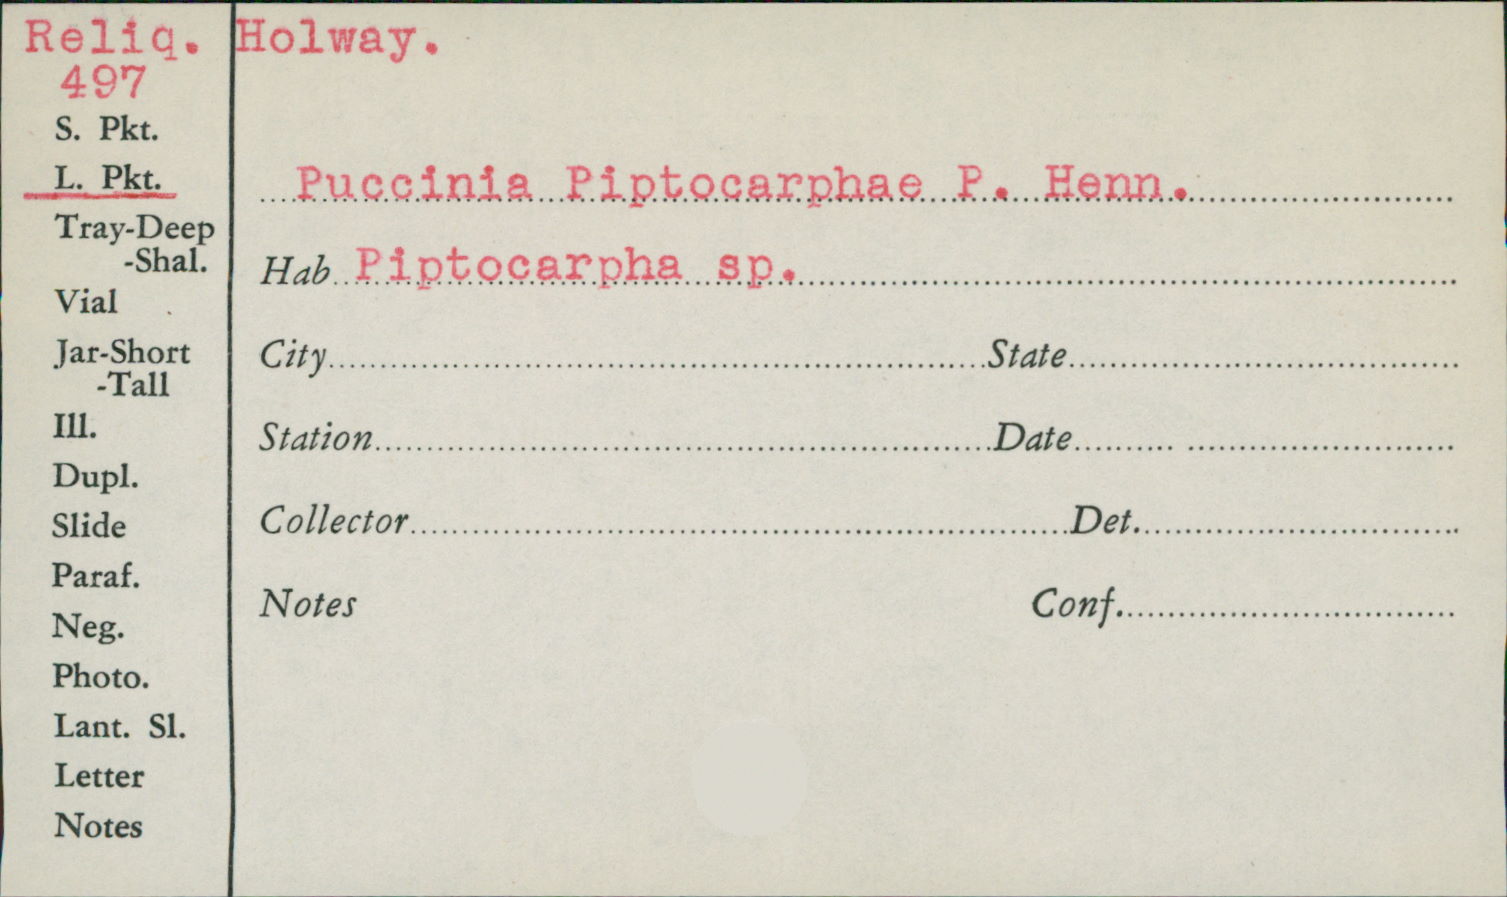 Reliq. Holway.
497
S. Pkt.
L. Pkt.
Tray-Deep
-Shal.
Vial
Jar-Short
-Tall
Ill.
Dupl.
Slide
Paraf.
Neg.
Photo.
Lant. Sl.
Letter
Notes
Puccinia Piptocarphae P. Henn.
Hab Piptocarpha sp.
City State
Station Date
Collector Det.
Notes Conf.